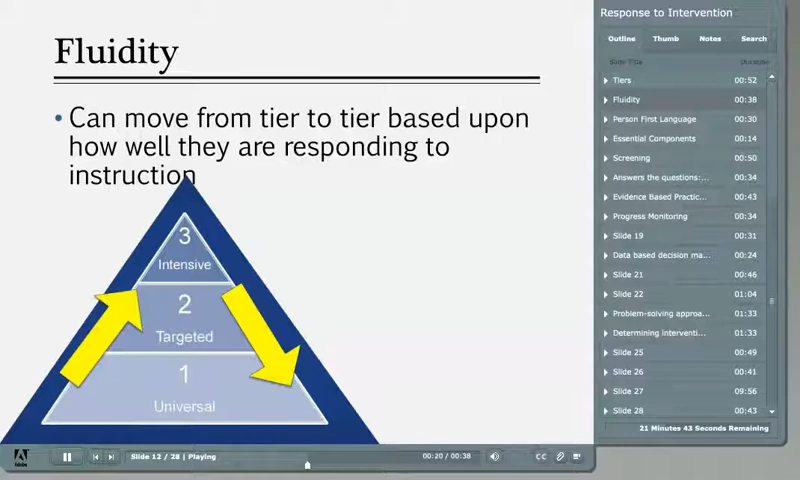 Fluidity
• Can move from tier to tier based upon
how well they are responding to
instruction
3
Intensive
2
Targeted
1
Universal
Response to Intervention
Outline Thumb Notes Search
Slide Title Duration
Tiers 00:52
Fluidity 00:38
Person First Language 00:30
Essential Components 00:14
Screening 00:50
Answers the questions:... 00:34
Evidence Based Practic... 00:43
Progress Monitoring 00:34
Slide 19 00:31
Data based decision ma... 00:24
Slide 21 00:46
Slide 22 01:04
Problem-solving approa... 01:33
Determining interventi... 01:33
Slide 25 00:49
Slide 26 00:41
Slide 27 09:56
Slide 28 00:43
21 Minutes 43 Seconds Remaining
Adobe
Slide 12 / 28 | Playing 00:20 / 00:38 CC